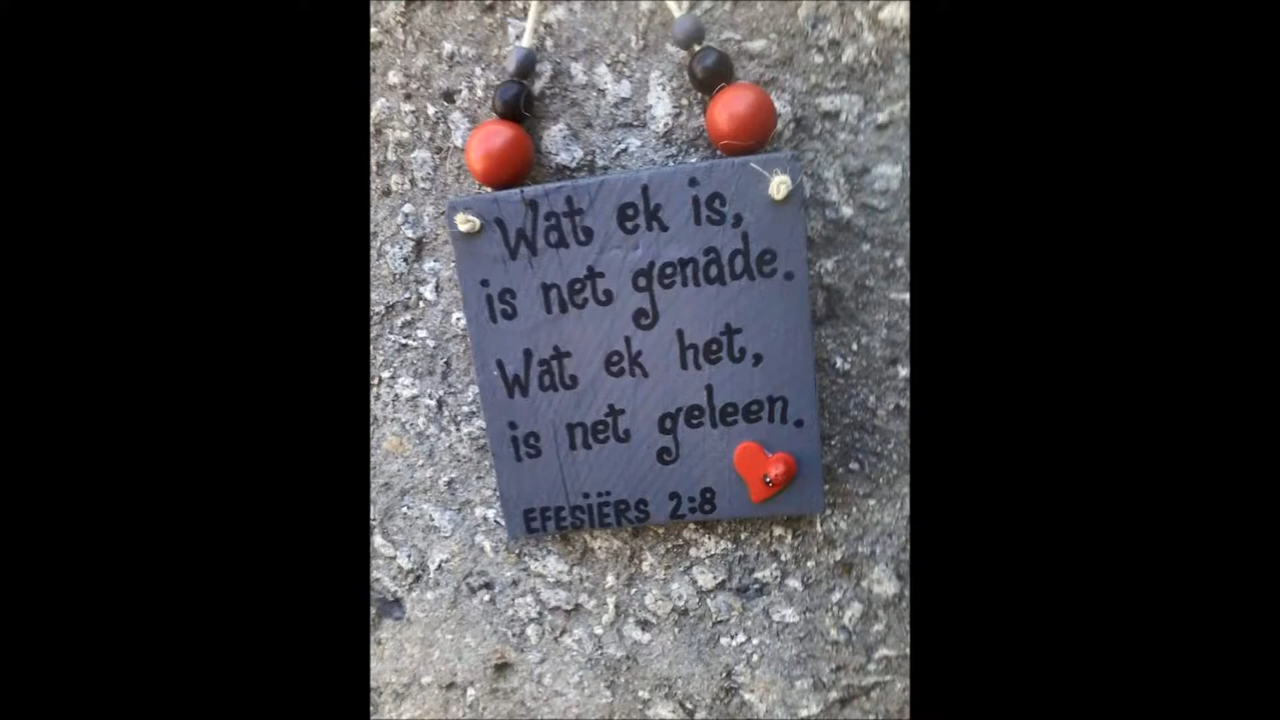 Wat ek is,
is net genade.
Wat ek het,
is net geleen.
EFESIËRS 2:8